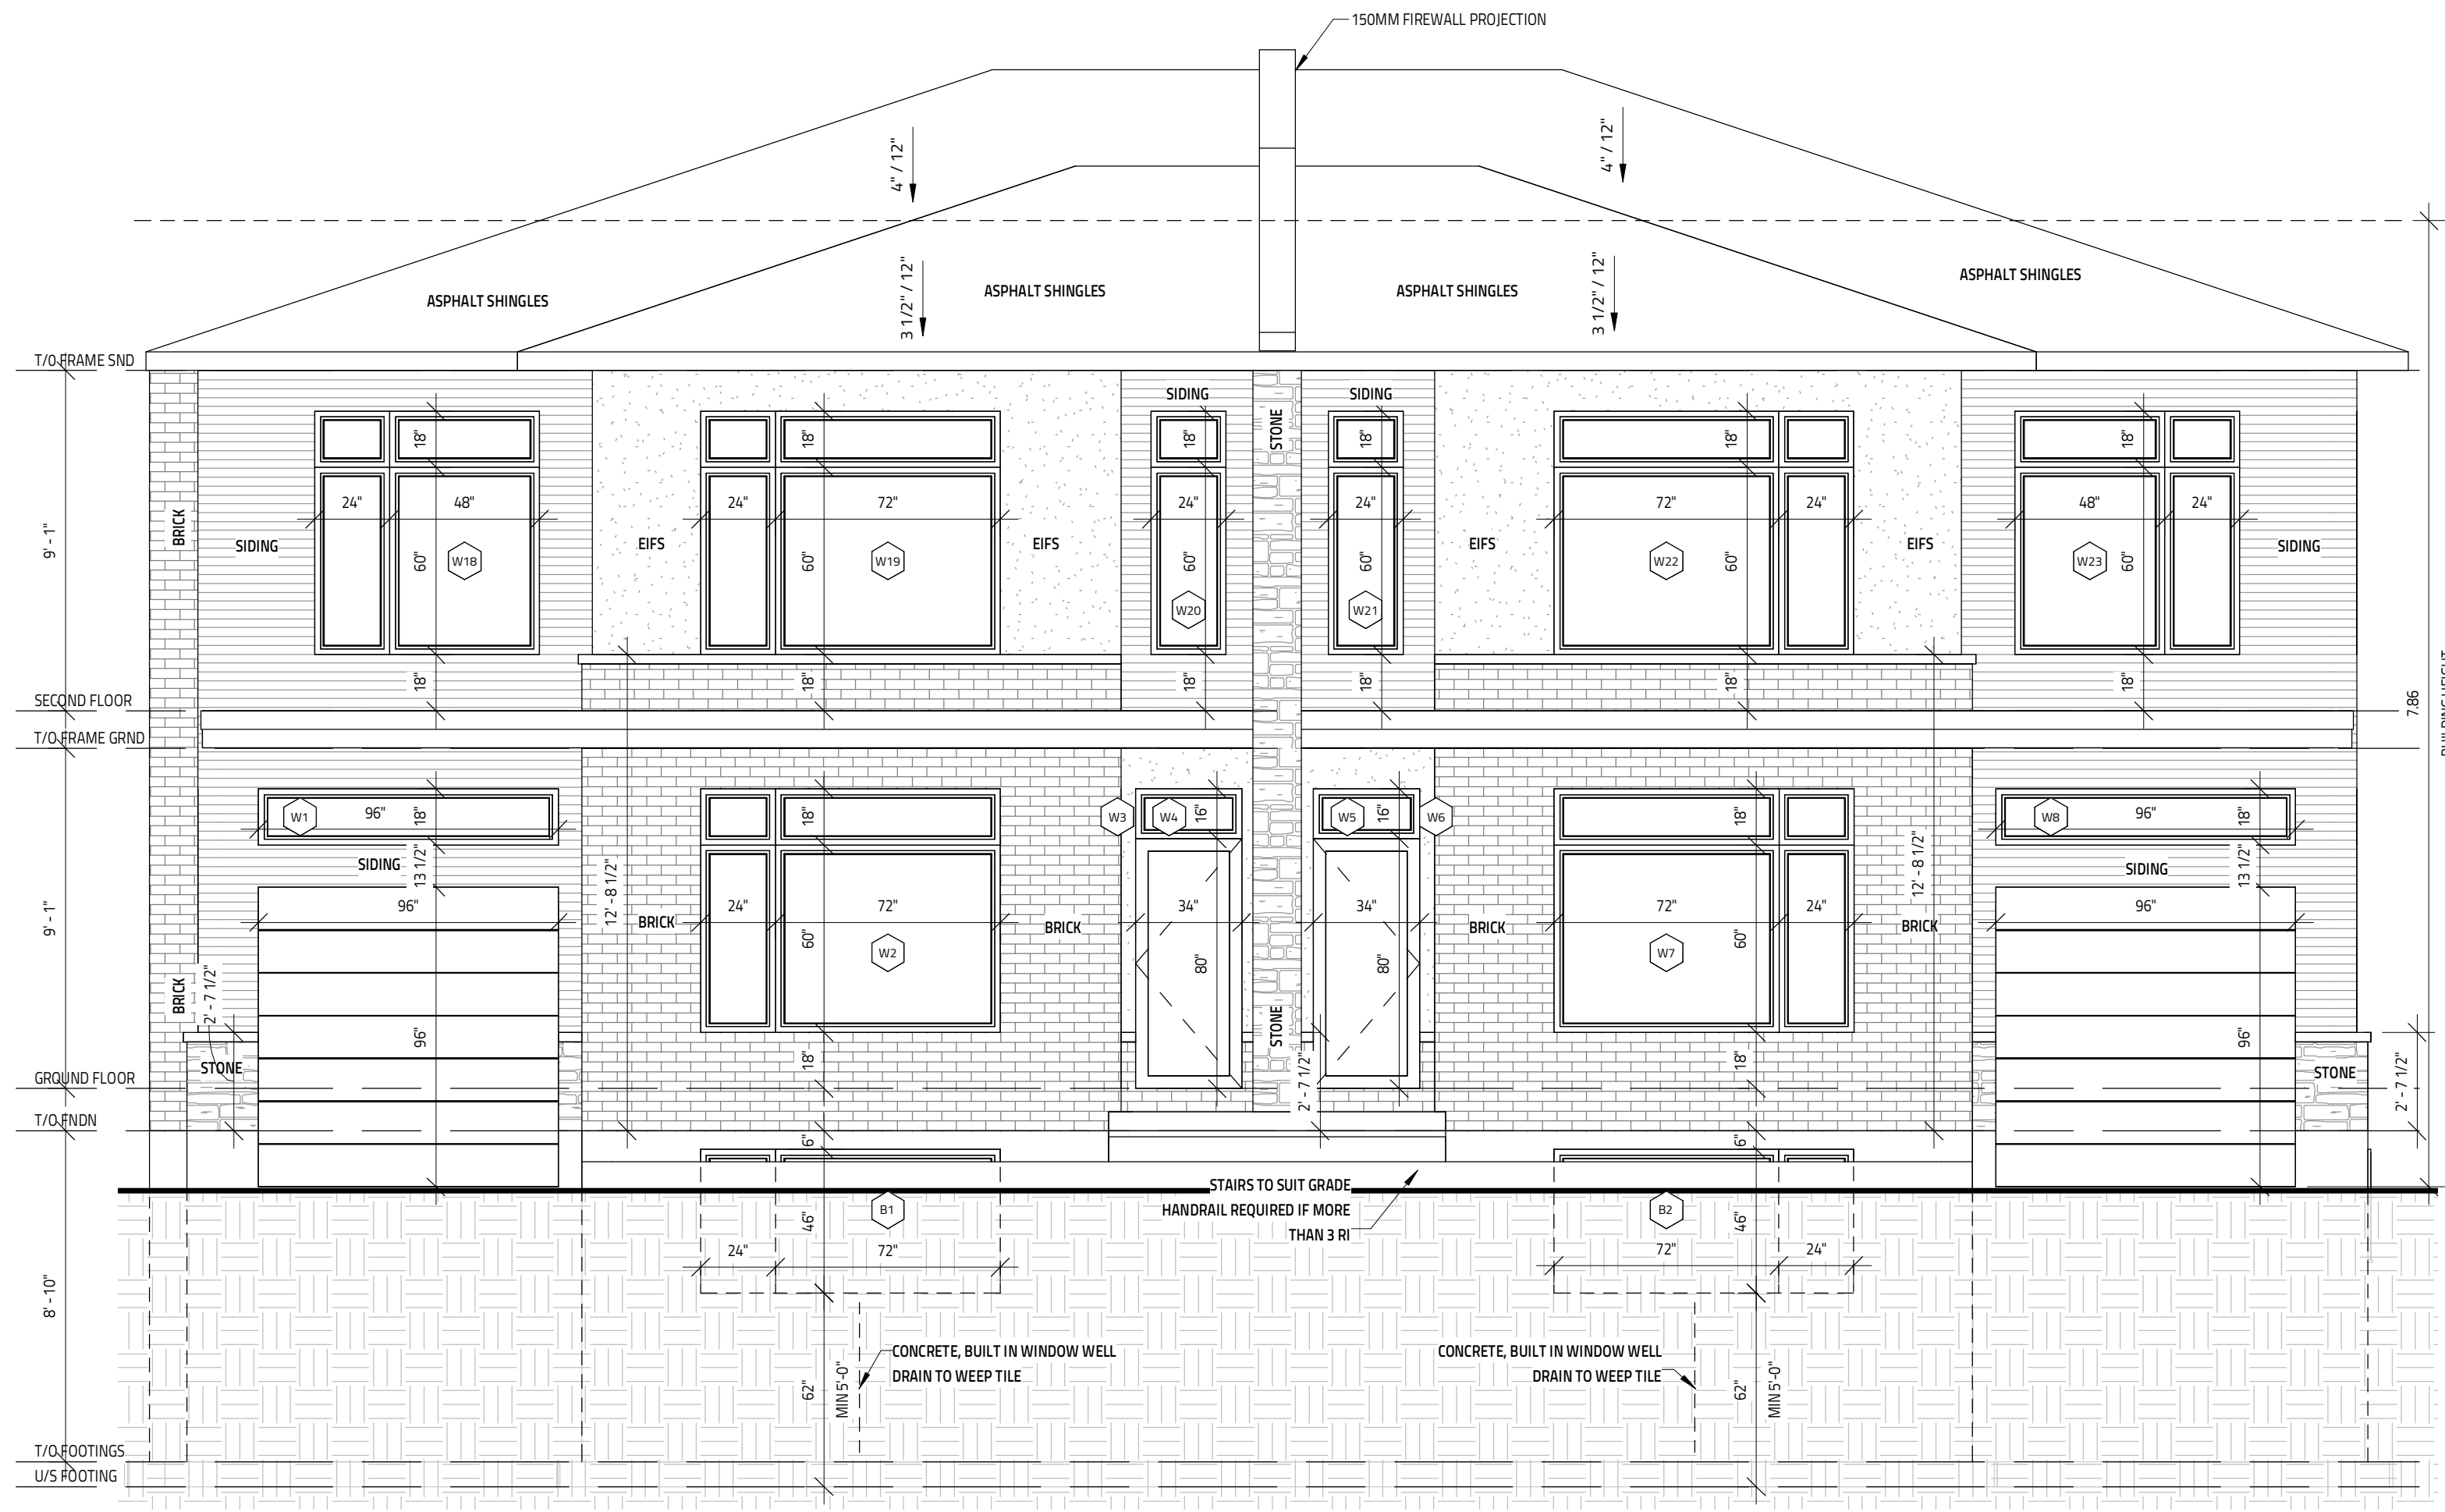 150MM FIREWALL PROJECTION
4" / 12"
4" / 12"
3 1/2" / 12"
3 1/2" / 12"
ASPHALT SHINGLES
ASPHALT SHINGLES
ASPHALT SHINGLES
ASPHALT SHINGLES
T/O FRAME SND
SIDING
SIDING
STONE
18"
18"
18"
18"
18"
18"
24"
48"
24"
72"
24"
24"
72"
24"
48"
24"
9' - 1"
BRICK
SIDING
EIFS
EIFS
EIFS
EIFS
SIDING
60"
W18
60"
W19
60"
60"
W22
60"
W23
60"
W20
W21
18"
18"
18"
18"
18"
18"
SECOND FLOOR
7.86
T/O FRAME GRND
W1
96"
18"
18"
W3
W4
16"
W5
16"
W6
18"
W8
96"
18"
SIDING
13 1/2"
SIDING
13 1/2"
12' - 8 1/2"
12' - 8 1/2"
96"
24"
72"
34"
34"
72"
24"
96"
9' - 1"
BRICK
BRICK
BRICK
BRICK
60"
W2
80"
80"
W7
60"
BRICK
2' - 7 1/2"
96"
STONE
96"
STONE
18"
2' - 7 1/2"
18"
STONE
2' - 7 1/2"
GROUND FLOOR
T/O FNDN
6"
6"
STAIRS TO SUIT GRADE
HANDRAIL REQUIRED IF MORE
THAN 3 RI
46"
B1
B2
46"
24"
72"
72"
24"
8' - 10"
CONCRETE, BUILT IN WINDOW WELL
DRAIN TO WEEP TILE
CONCRETE, BUILT IN WINDOW WELL
DRAIN TO WEEP TILE
62"
MIN 5'-0"
62"
MIN 5'-0"
T/O FOOTINGS
U/S FOOTING